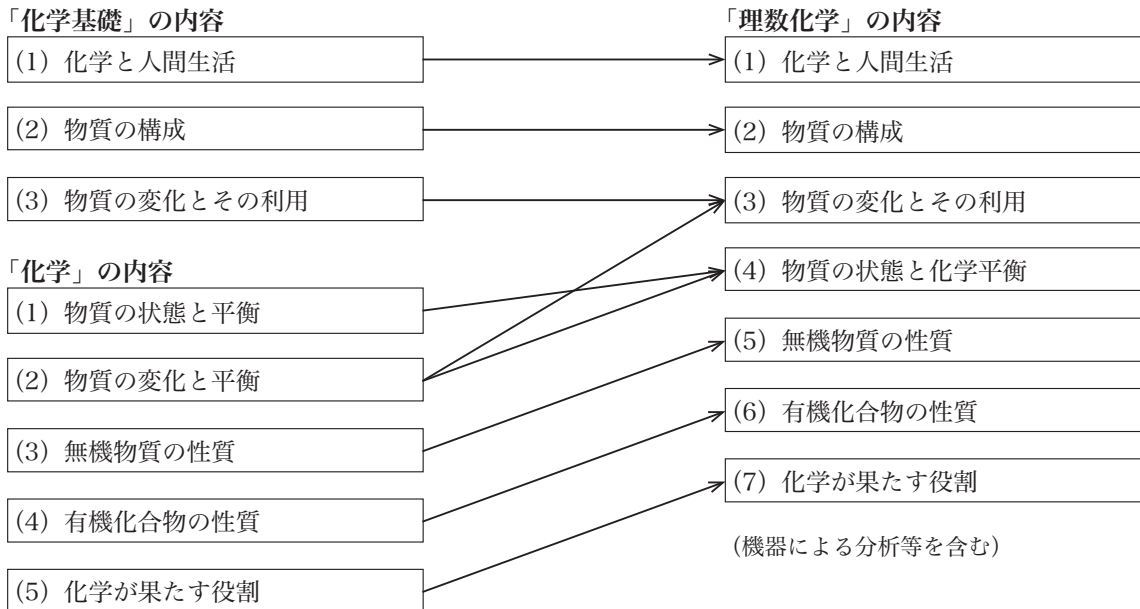 「化学基礎」の内容
(1) 化学と人間生活
(2) 物質の構成
(3) 物質の変化とその利用
「化学」の内容
(1) 物質の状態と平衡
(2) 物質の変化と平衡
(3) 無機物質の性質
(4) 有機化合物の性質
(5) 化学が果たす役割
「理数化学」の内容
(1) 化学と人間生活
(2) 物質の構成
(3) 物質の変化とその利用
(4) 物質の状態と化学平衡
(5) 無機物質の性質
(6) 有機化合物の性質
(7) 化学が果たす役割
(機器による分析等を含む)